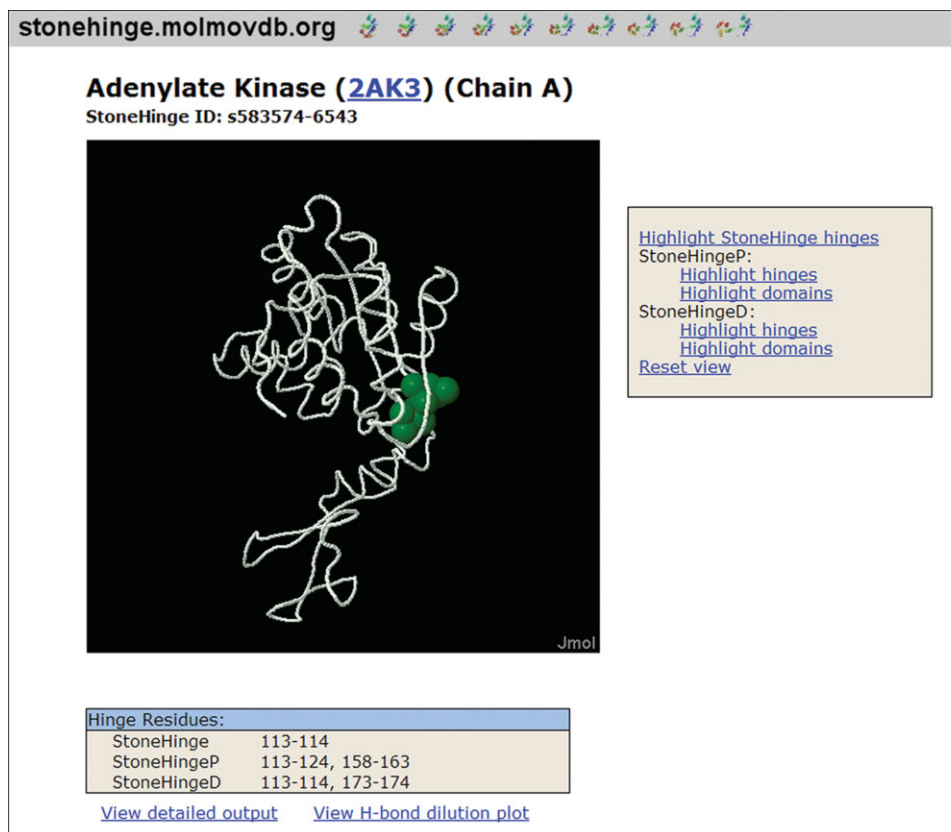 stonehinge.molmovdb.org
Adenylate Kinase (2AK3) (Chain A)
StoneHinge ID: s583574-6543
Highlight StoneHinge hinges
StoneHingeP:
Highlight hinges
Highlight domains
StoneHingeD:
Highlight hinges
Highlight domains
Reset view
Jmol
Hinge Residues:
StoneHinge 113-114
StoneHingeP 113-124, 158-163
StoneHingeD 113-114, 173-174
View detailed output View H-bond dilution plot